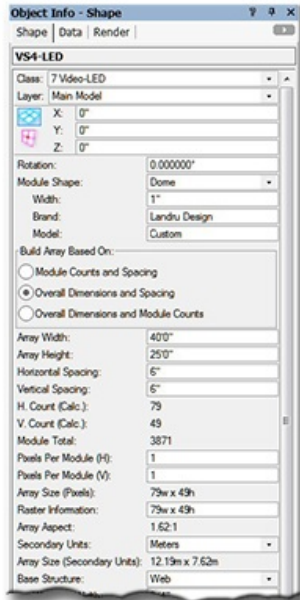 Object Info - Shape
Shape Data Render
VS4-LED
Class: 7 Video-LED
Layer: Main Model
X: 0"
Y: 0"
Z: 0"
Rotation: 0.000000°
Module Shape: Dome
Width: 1"
Brand: Landru Design
Model: Custom
Build Array Based On:
Module Counts and Spacing
Overall Dimensions and Spacing
Overall Dimensions and Module Counts
Array Width: 40'0"
Array Height: 25'0"
Horizontal Spacing: 6"
Vertical Spacing: 6"
H. Count (Calc.): 79
V. Count (Calc.): 49
Module Total: 3871
Pixels Per Module (H): 1
Pixels Per Module (V): 1
Array Size (Pixels): 79w x 49h
Raster Information: 79w x 49h
Array Aspect: 1.62:1
Secondary Units: Meters
Array Size (Secondary Units): 12.19m x 7.62m
Base Structure: Web